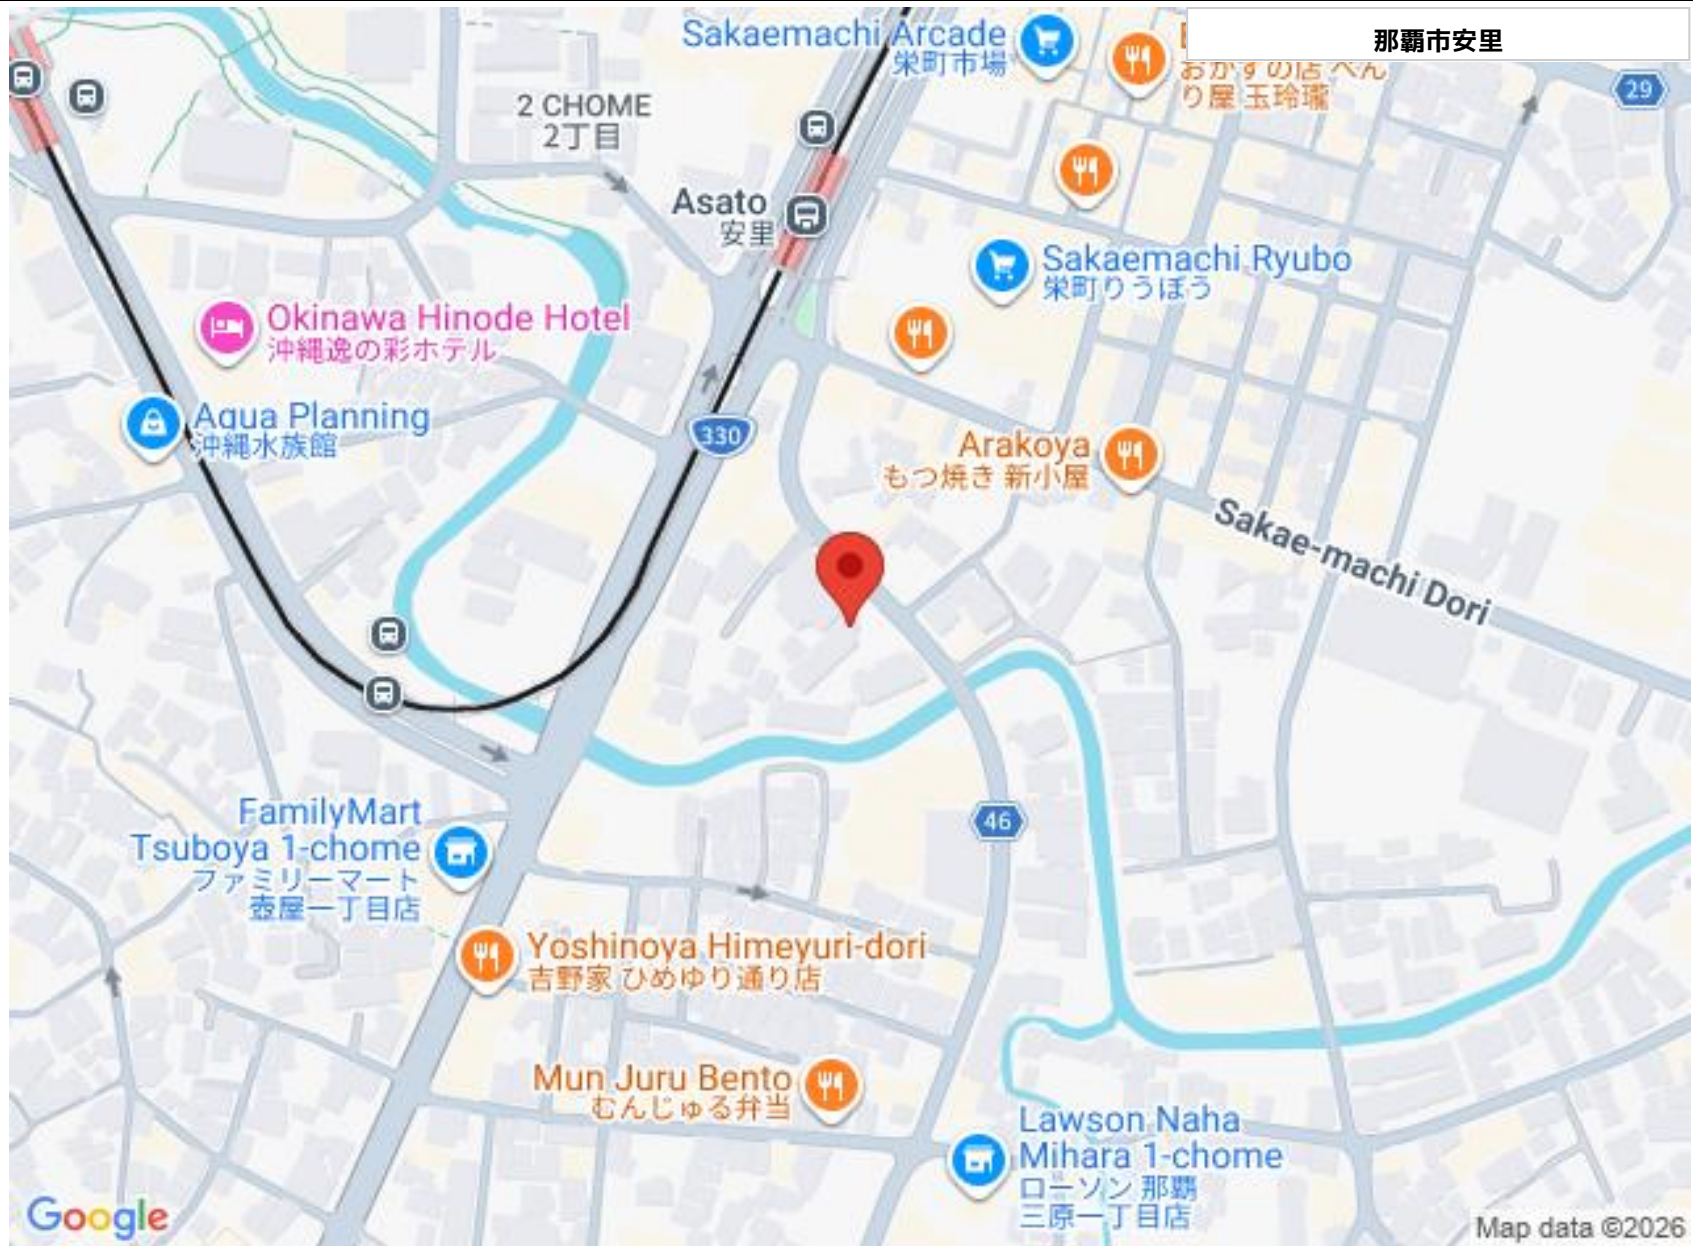 那覇市安里
Sakaemachi Arcade
栄町市場
おかずの店 べん
り屋 玉玲瓏
29
2 CHOME
2丁目
Asato
安里
Sakaemachi Ryubo
栄町りうぼう
Okinawa Hinode Hotel
沖縄逸の彩ホテル
Aqua Planning
沖縄水族館
330
Arakoya
もつ焼き 新小屋
Sakae-machi Dori
FamilyMart
Tsuboya 1-chome
ファミリーマート
壺屋一丁目店
46
Yoshinoya Himeyuri-dori
吉野家 ひめゆり通り店
Mun Juru Bento
むんじゅる弁当
Lawson Naha
Mihara 1-chome
ローソン 那覇
三原一丁目店
Google
Map data ©2026